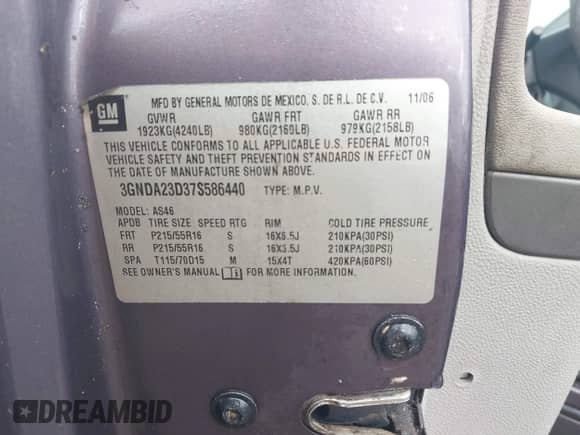 GM
MFD BY GENERAL MOTORS DE MEXICO, S. DE R.L. DE C.V. 11/06
GVWR GAWR FRT GAWR RR
1923KG(4240LB) 980KG(2160LB) 979KG(2158LB)
THIS VEHICLE CONFORMS TO ALL APPLICABLE U.S. FEDERAL MOTOR
VEHICLE SAFETY AND THEFT PREVENTION STANDARDS IN EFFECT ON
THE DATE OF MANUFACTURE SHOWN ABOVE.
3GNDA23D37S586440 TYPE: M.P.V.
MODEL: AS46
APDB TIRE SIZE SPEED RTG RIM COLD TIRE PRESSURE
FRT P215/55R16 S 16X6.5J 210KPA(30PSI)
RR P215/55R16 S 16X6.5J 210KPA(30PSI)
SPA T115/70D15 M 15X4T 420KPA(60PSI)
SEE OWNER'S MANUAL FOR MORE INFORMATION.
DREAMBID